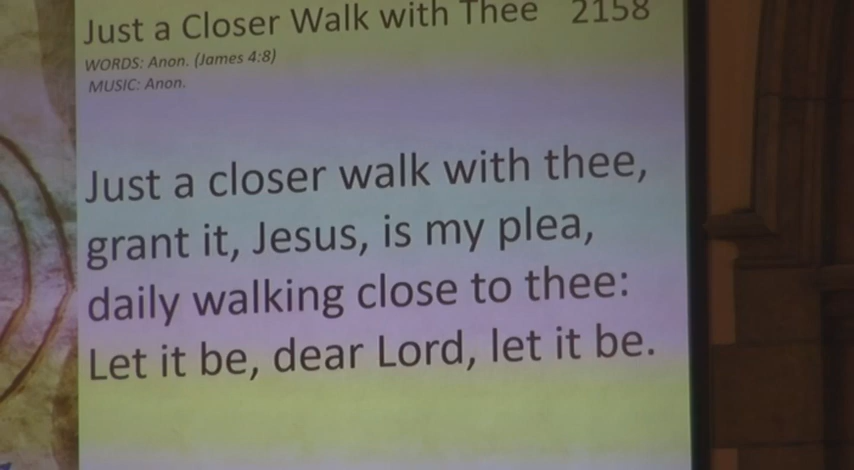 Just a Closer Walk with Thee 2158
WORDS: Anon. (James 4:8)
MUSIC: Anon.
Just a closer walk with thee,
grant it, Jesus, is my plea,
daily walking close to thee:
Let it be, dear Lord, let it be.